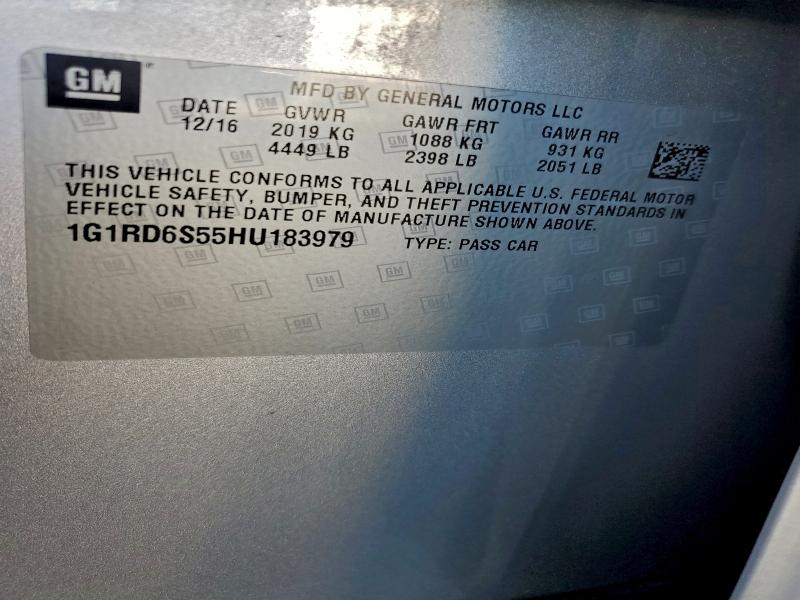 GM
MFD BY GENERAL MOTORS LLC
DATE GVWR GAWR FRT GAWR RR
12/16 2019 KG 1088 KG 931 KG
4449 LB 2398 LB 2051 LB
THIS VEHICLE CONFORMS TO ALL APPLICABLE U.S. FEDERAL MOTOR
VEHICLE SAFETY, BUMPER, AND THEFT PREVENTION STANDARDS IN
EFFECT ON THE DATE OF MANUFACTURE SHOWN ABOVE.
1G1RD6S55HU183979 TYPE: PASS CAR